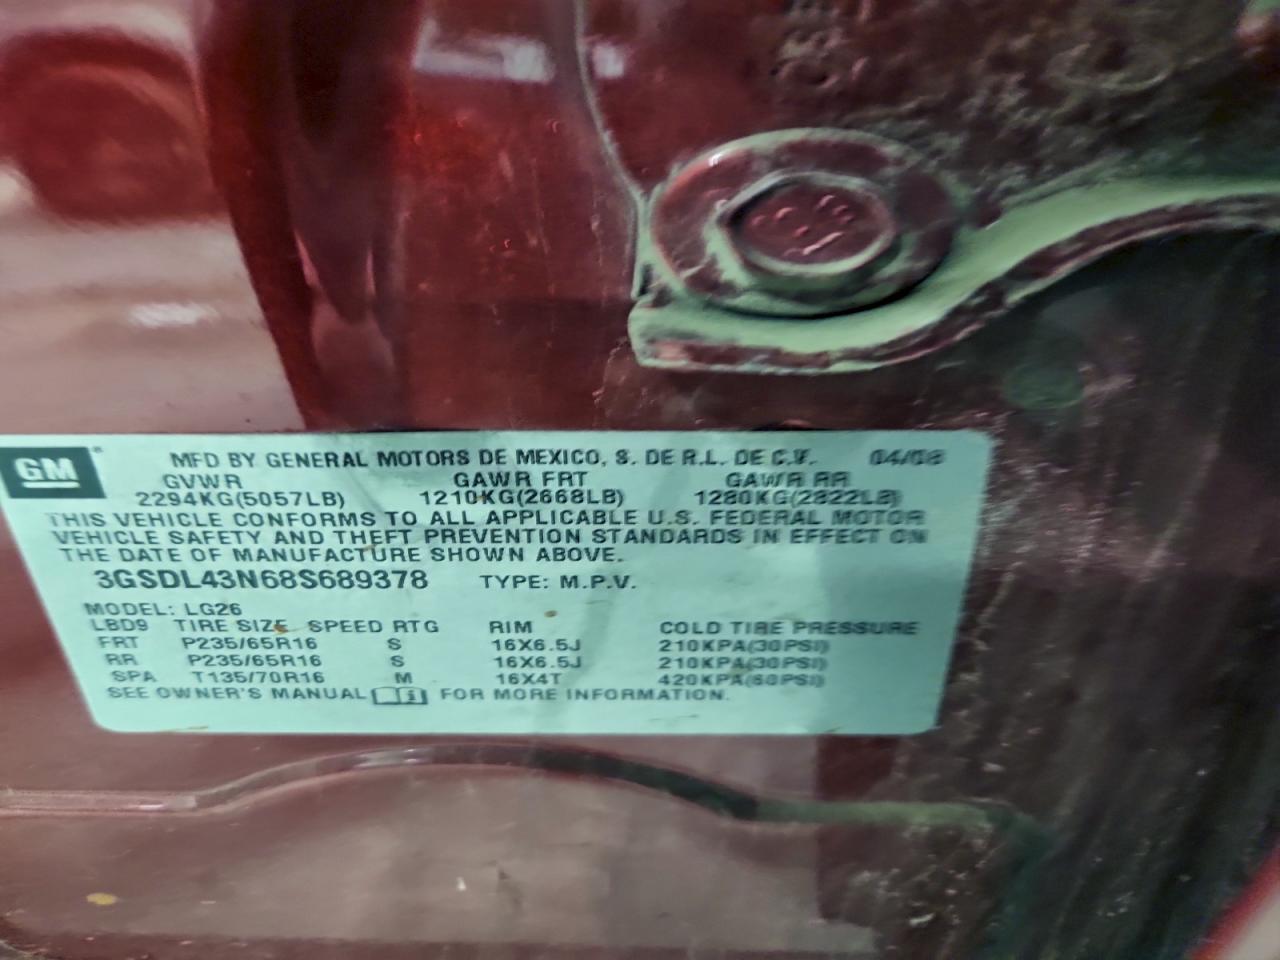 GM
MFD BY GENERAL MOTORS DE MEXICO, S. DE R.L. DE C.V. 04/08
GVWR GAWR FRT GAWR RR
2294KG(5057LB) 1210KG(2668LB) 1280KG(2822LB)
THIS VEHICLE CONFORMS TO ALL APPLICABLE U.S. FEDERAL MOTOR
VEHICLE SAFETY AND THEFT PREVENTION STANDARDS IN EFFECT ON
THE DATE OF MANUFACTURE SHOWN ABOVE.
3GSDL43N68S689378 TYPE: M.P.V.
MODEL: LG26
LBD9 TIRE SIZE SPEED RTG RIM COLD TIRE PRESSURE
FRT P235/65R16 S 16X6.5J 210KPA(30PSI)
RR P235/65R16 S 16X6.5J 210KPA(30PSI)
SPA T135/70R16 M 16X4T 420KPA(60PSI)
SEE OWNER'S MANUAL FOR MORE INFORMATION.